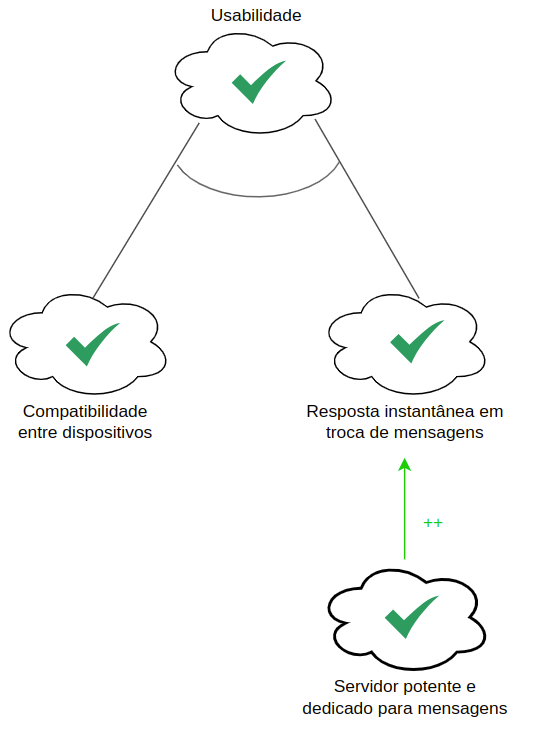 Usabilidade
Compatibilidade
entre dispositivos
Resposta instantânea em
troca de mensagens
++
Servidor potente e
dedicado para mensagens